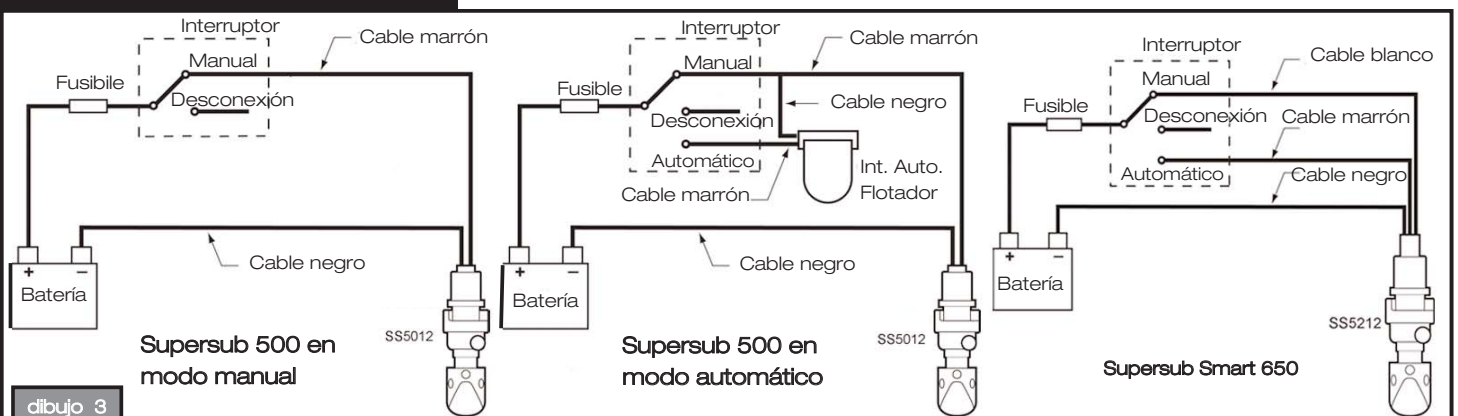 Interruptor
Cable marrón
Manual
Fusibile
Desconexión
+
−
Batería
Cable negro
SS5012
Supersub 500 en
modo manual
dibujo 3
Interruptor
Cable marrón
Manual
Fusible
Cable negro
Desconexión
Automático
Int. Auto.
Flotador
Cable marrón
+
−
Batería
Cable negro
SS5012
Supersub 500 en
modo automático
Interruptor
Cable blanco
Manual
Fusible
Desconexión
Cable marrón
Automático
Cable negro
+
−
Batería
SS5212
Supersub Smart 650